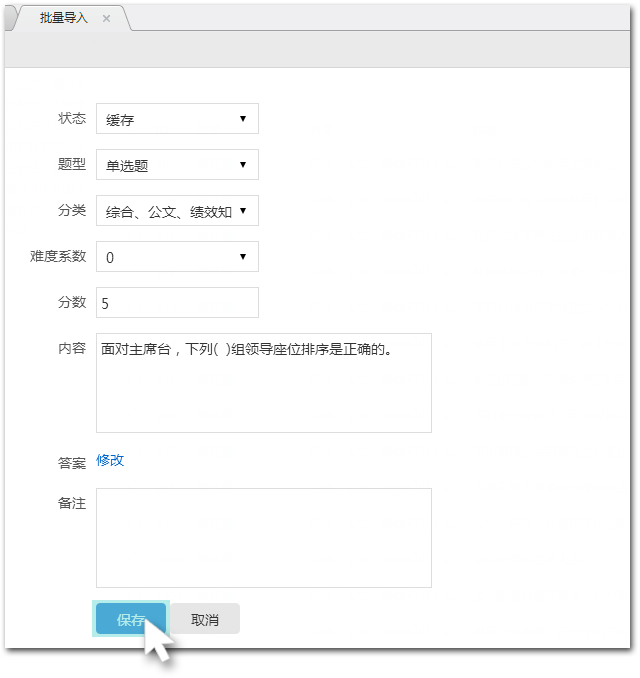 批量导入
状态 缓存
题型 单选题
分类 综合、公文、绩效知
难度系数 0
分数 5
内容 面对主席台，下列( )组领导座位排序是正确的。
答案 修改
备注
保存 取消